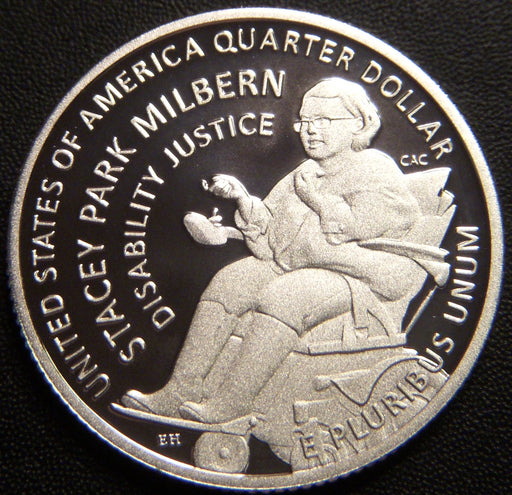 UNITED STATES OF AMERICA QUARTER DOLLAR
STACEY PARK MILBERN
DISABILITY JUSTICE
CAC
EH
E PLURIBUS UNUM